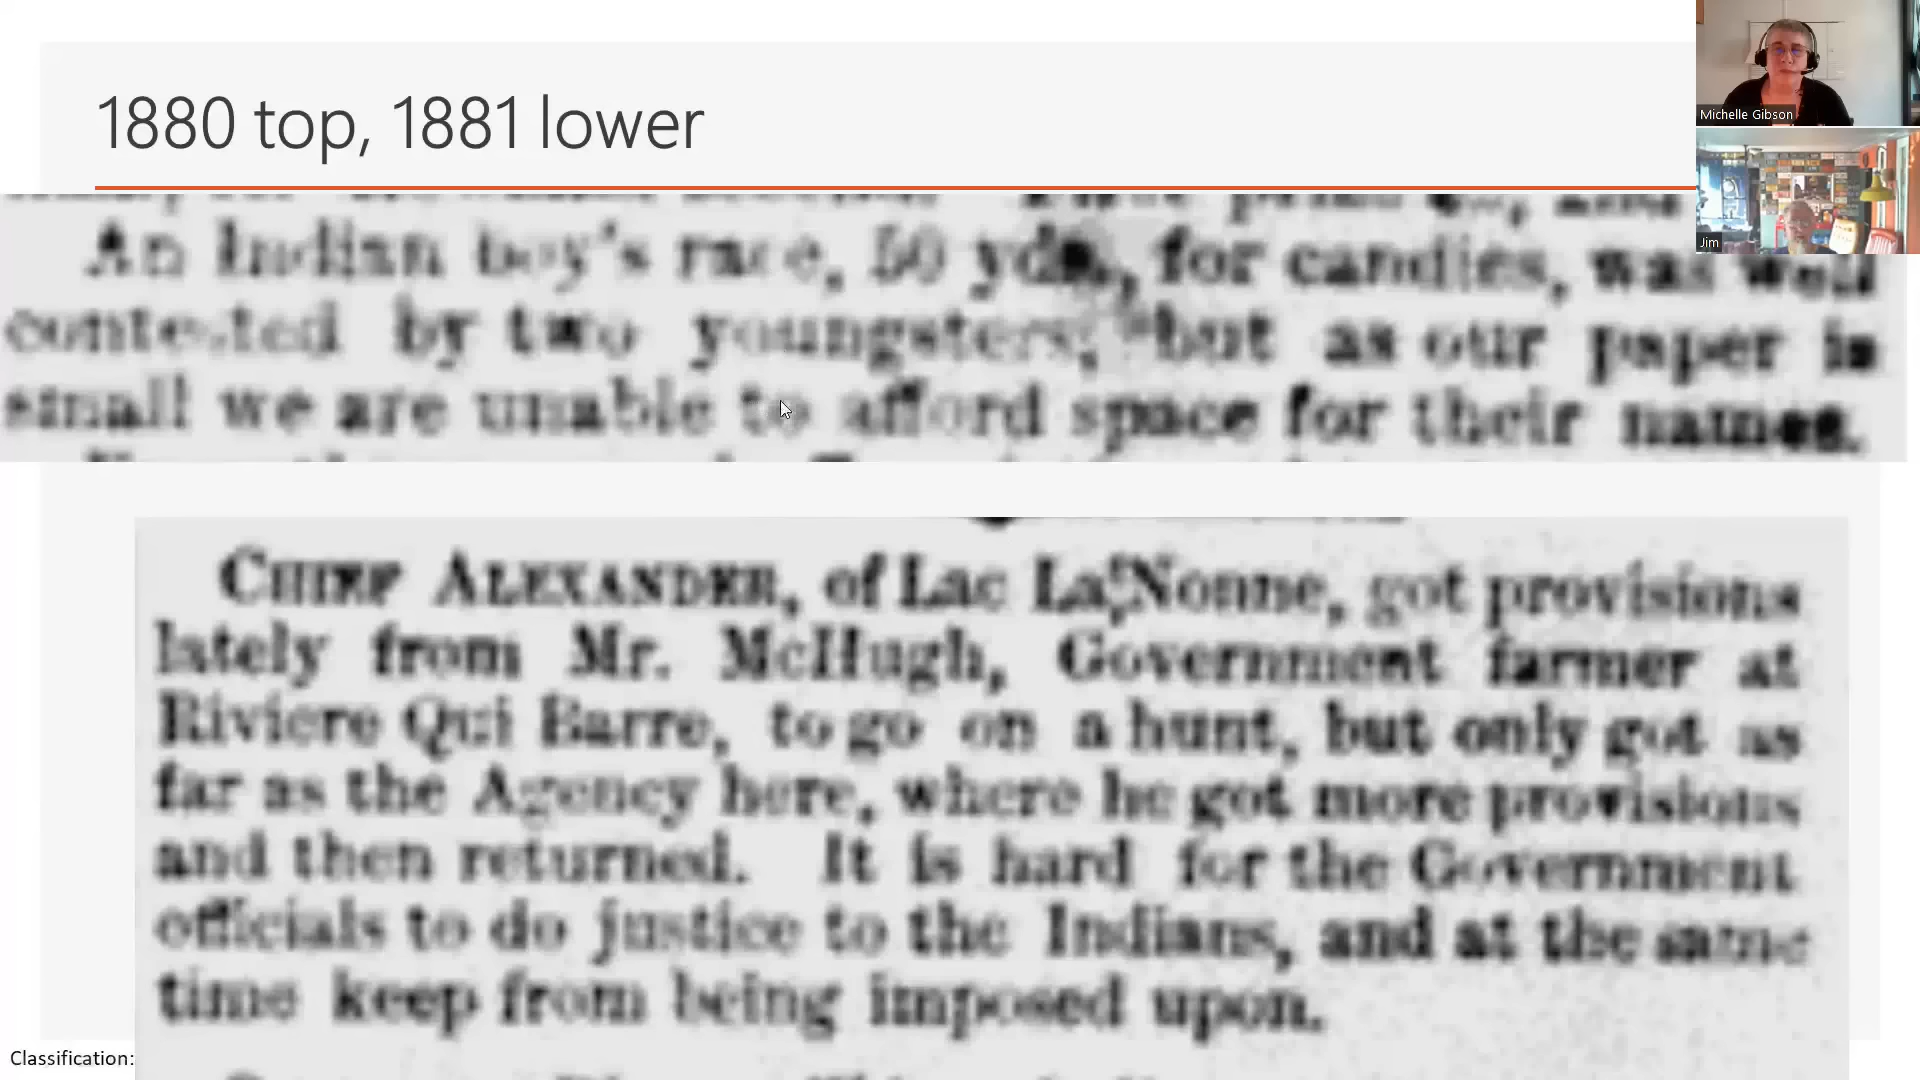 1880 top, 1881 lower
Michelle Gibson
Jim
An Indian boy's race, 50 yds., for candies, was well
contested by two youngsters, but as our paper is
small we are unable to afford space for their names.
CHIEF ALEXANDER, of Lac La Nonne, got provisions
lately from Mr. McHugh, Government farmer at
Riviere Qui Barre, to go on a hunt, but only got as
far as the Agency here, where he got more provisions
and then returned. It is hard for the Government
officials to do justice to the Indians, and at the same
time keep from being imposed upon.
Classification: